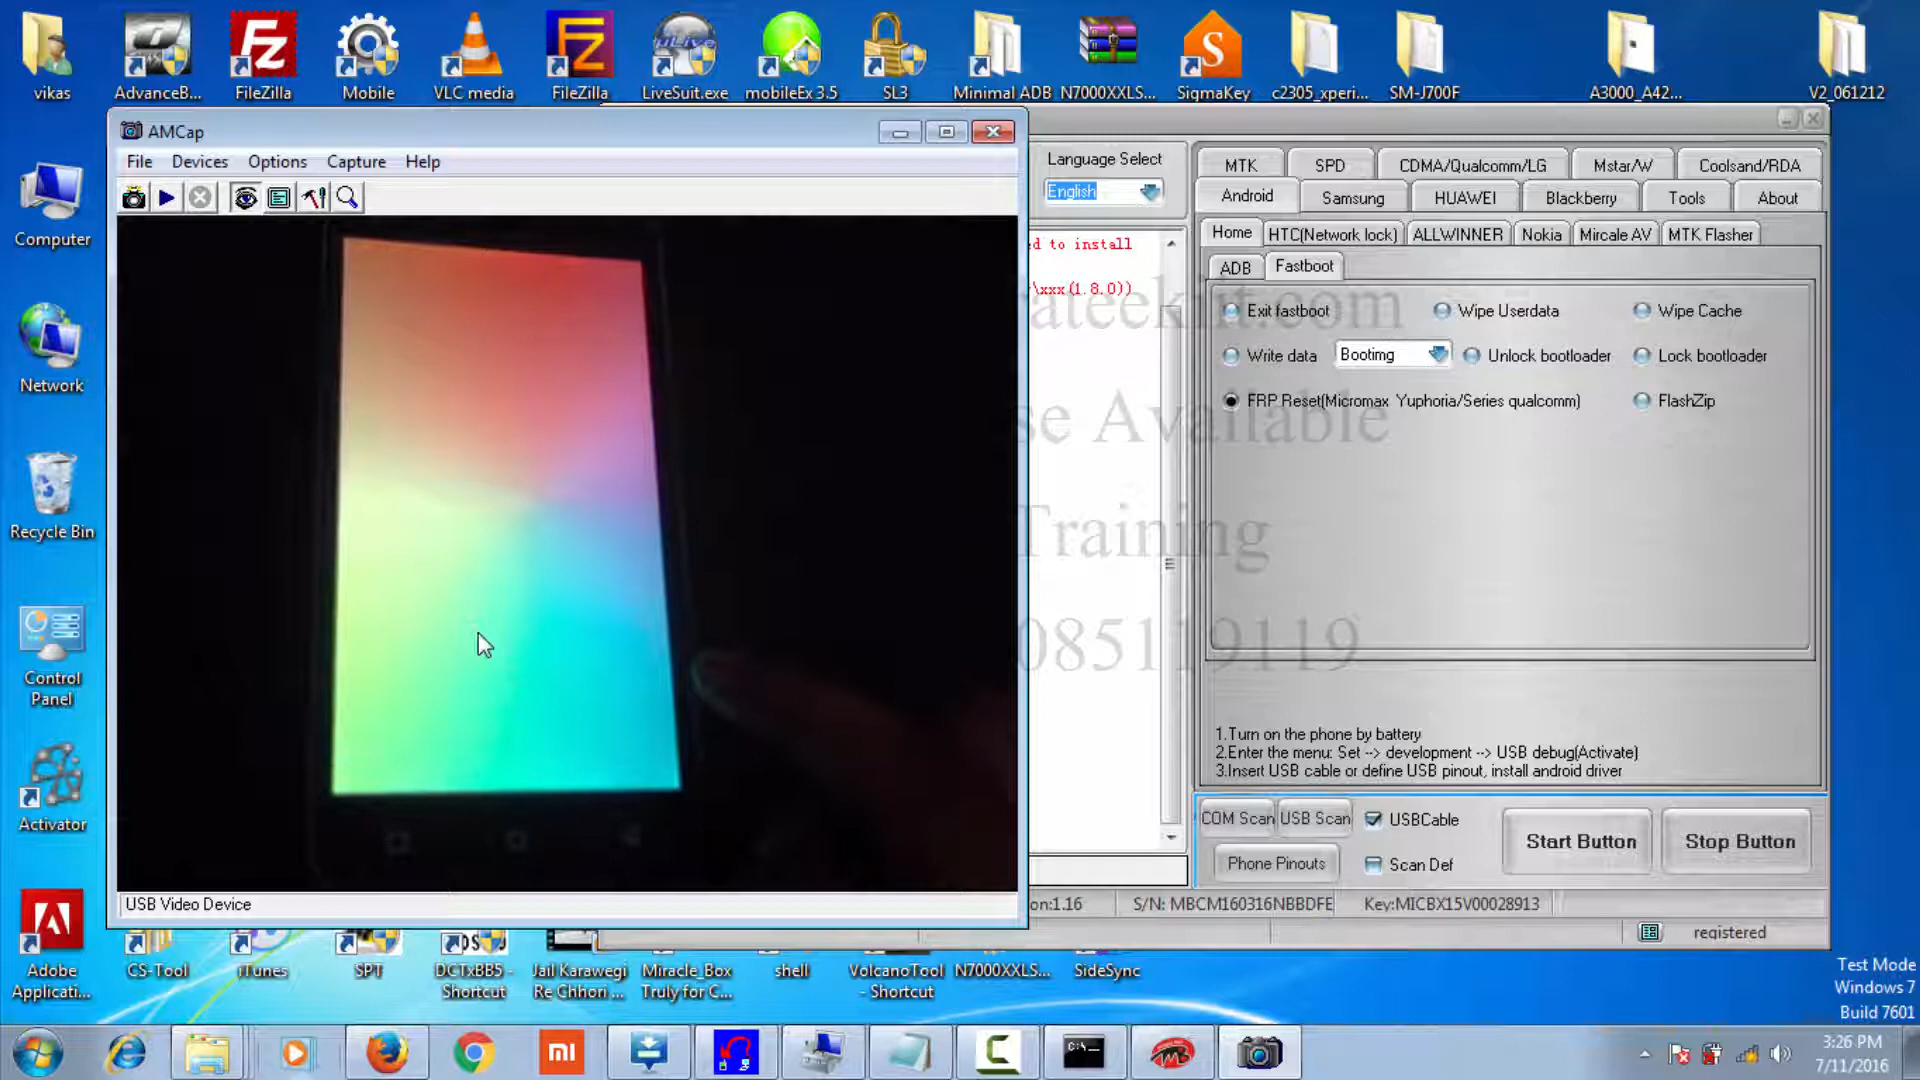 vikas
AdvanceB...
FileZilla
Mobile
VLC media
FileZilla
LiveSuit.exe
mobileEx 3.5
SL3
Minimal ADB
N7000XXLS...
SigmaKey
c2305_xperi...
SM-J700F
A3000_A42...
V2_061212
Computer
Network
Recycle Bin
Control
Panel
Activator
Adobe
Applicati...
AMCap
File Devices Options Capture Help
USB Video Device
Language Select
English
ed to install
\xxx(1.8.0))
ateek
it.com
se Available
Training
085119119
MTK SPD CDMA/Qualcomm/LG Mstar/W Coolsand/RDA
Android Samsung HUAWEI Blackberry Tools About
Home HTC(Network lock) ALLWINNER Nokia Mircale AV MTK Flasher
ADB Fastboot
Exit fastboot Wipe Userdata Wipe Cache
Write data Booting Unlock bootloader Lock bootloader
FRP Reset(Micromax Yuphoria/Series qualcomm) FlashZip
1.Turn on the phone by battery
2.Enter the menu: Set --> development --> USB debug(Activate)
3.Insert USB cable or define USB pinout, install android driver
COM Scan USB Scan USBCable
Start Button Stop Button
Phone Pinouts Scan Def
on:1.16 S/N: MBCM160316NBBDFE Key:MICBX15V00028913
registered
CS-Tool
iTunes
SPT
DCTxBB5 -
Shortcut
Jail Karawegi
Re Chhori ...
Miracle_Box
Truly for C...
shell
VolcanoTool
- Shortcut
N7000XXLS...
SideSync
Test Mode
Windows 7
Build 7601
3:26 PM
7/11/2016